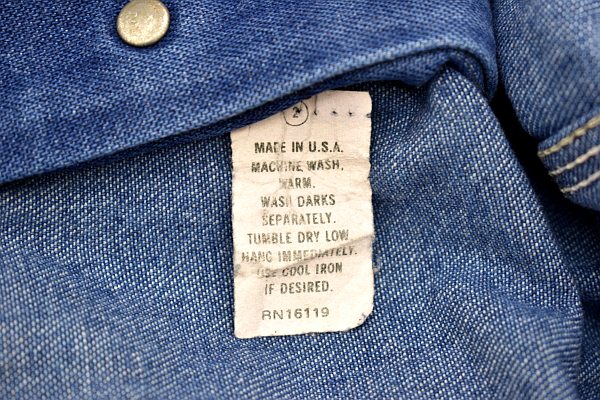 2
MADE IN U.S.A.
MACHINE WASH,
WARM.
WASH DARKS
SEPARATELY.
TUMBLE DRY LOW
HANG IMMEDIATELY.
USE COOL IRON
IF DESIRED.
RN16119